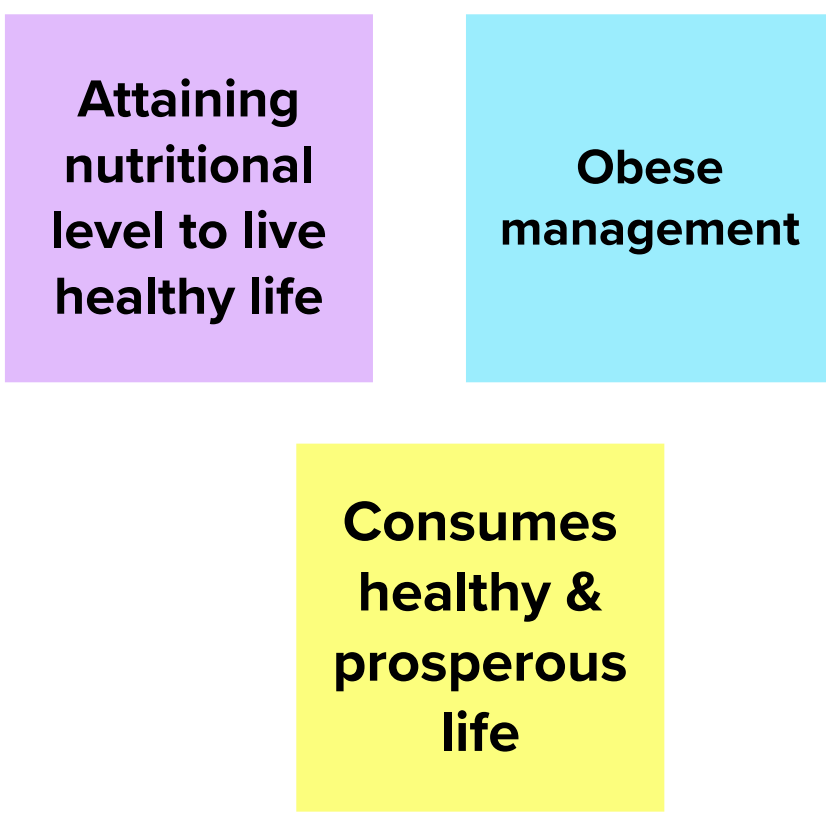 Attaining
nutritional
level to live
healthy life
Obese
management
Consumes
healthy &
prosperous
life